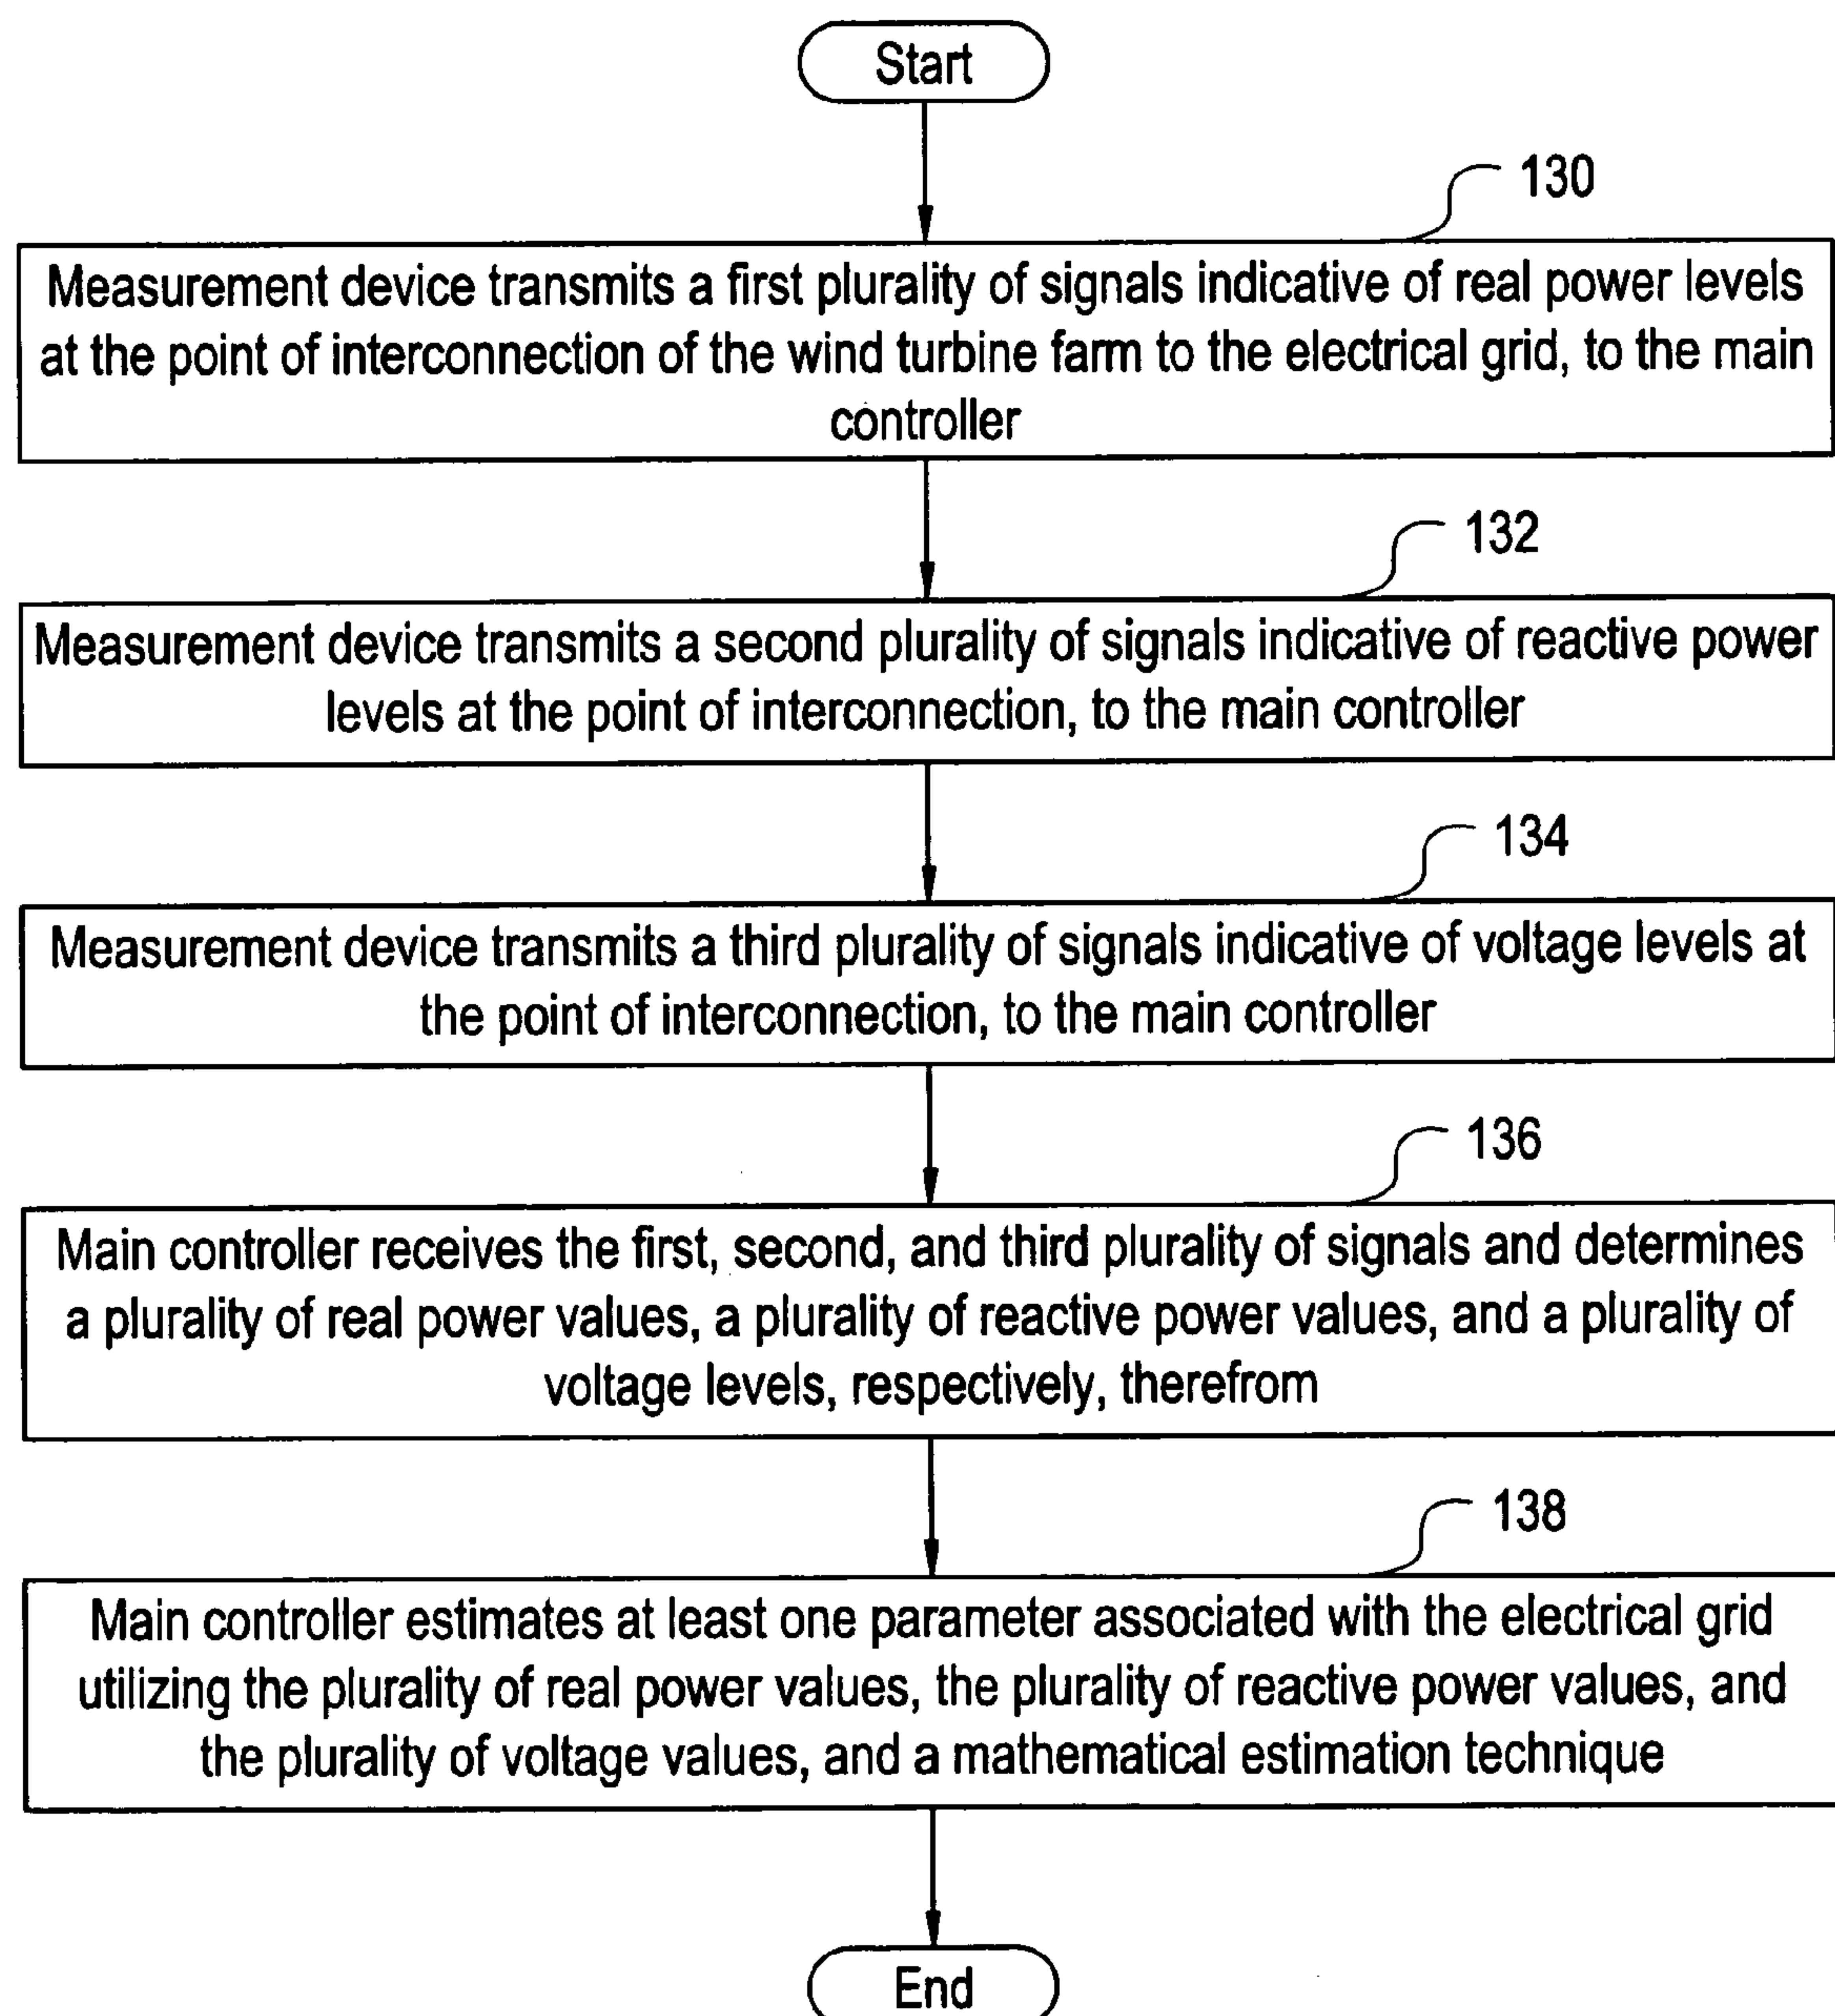 Start
130
Measurement device transmits a first plurality of signals indicative of real power levels
at the point of interconnection of the wind turbine farm to the electrical grid, to the main
controller
132
Measurement device transmits a second plurality of signals indicative of reactive power
levels at the point of interconnection, to the main controller
134
Measurement device transmits a third plurality of signals indicative of voltage levels at
the point of interconnection, to the main controller
136
Main controller receives the first, second, and third plurality of signals and determines
a plurality of real power values, a plurality of reactive power values, and a plurality of
voltage levels, respectively, therefrom
138
Main controller estimates at least one parameter associated with the electrical grid
utilizing the plurality of real power values, the plurality of reactive power values, and
the plurality of voltage values, and a mathematical estimation technique
End